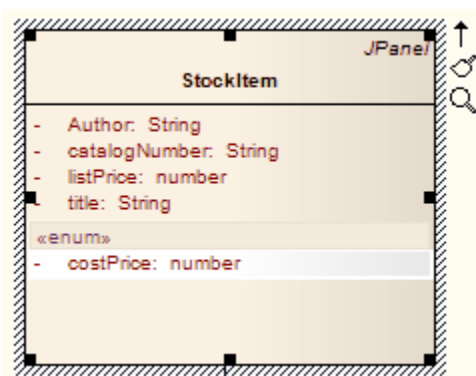 JPanel
StockItem
- Author: String
- catalogNumber: String
- listPrice: number
- title: String
«enum»
- costPrice: number